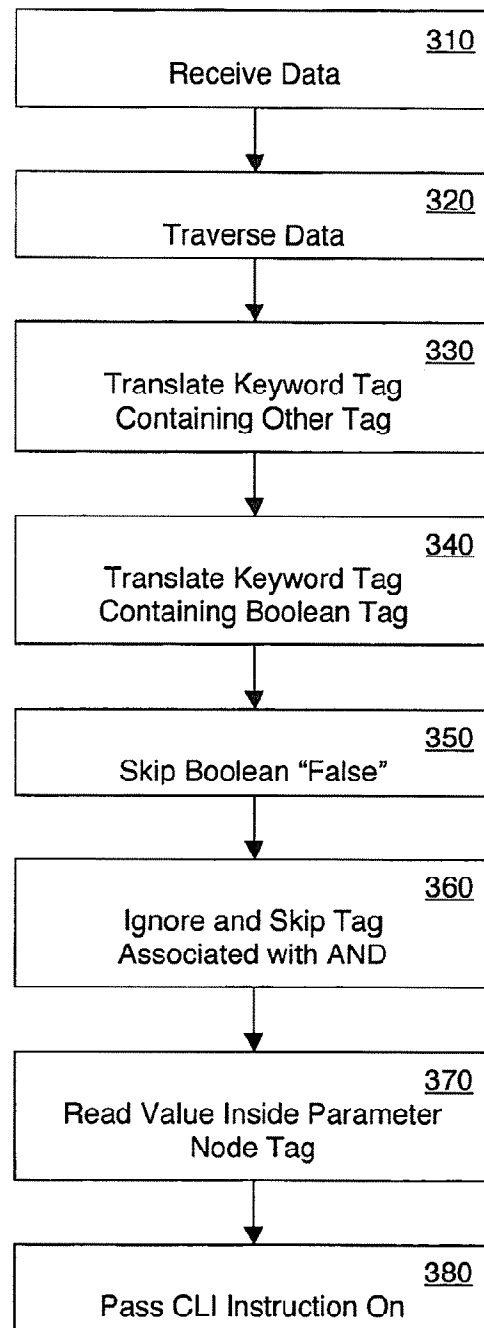 310
Receive Data
320
Traverse Data
330
Translate Keyword Tag
Containing Other Tag
340
Translate Keyword Tag
Containing Boolean Tag
350
Skip Boolean “False”
360
Ignore and Skip Tag
Associated with AND
370
Read Value Inside Parameter
Node Tag
380
Pass CLI Instruction On